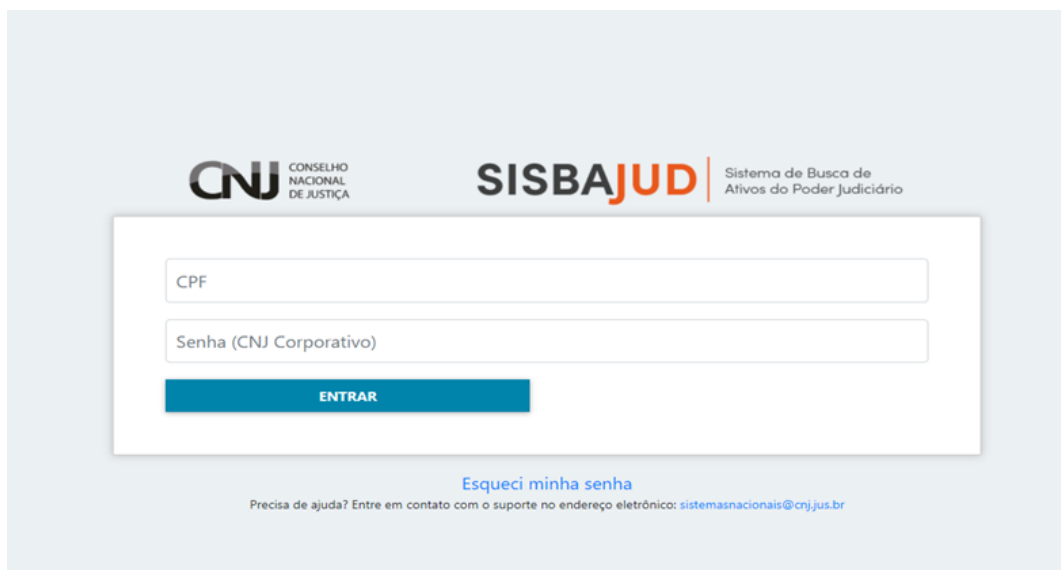 CNJ CONSELHO
NACIONAL
DE JUSTIÇA
SISBAJUD Sistema de Busca de
Ativos do Poder Judiciário
CPF
Senha (CNJ Corporativo)
ENTRAR
Esqueci minha senha
Precisa de ajuda? Entre em contato com o suporte no endereço eletrônico: sistemasnacionais@cnj.jus.br